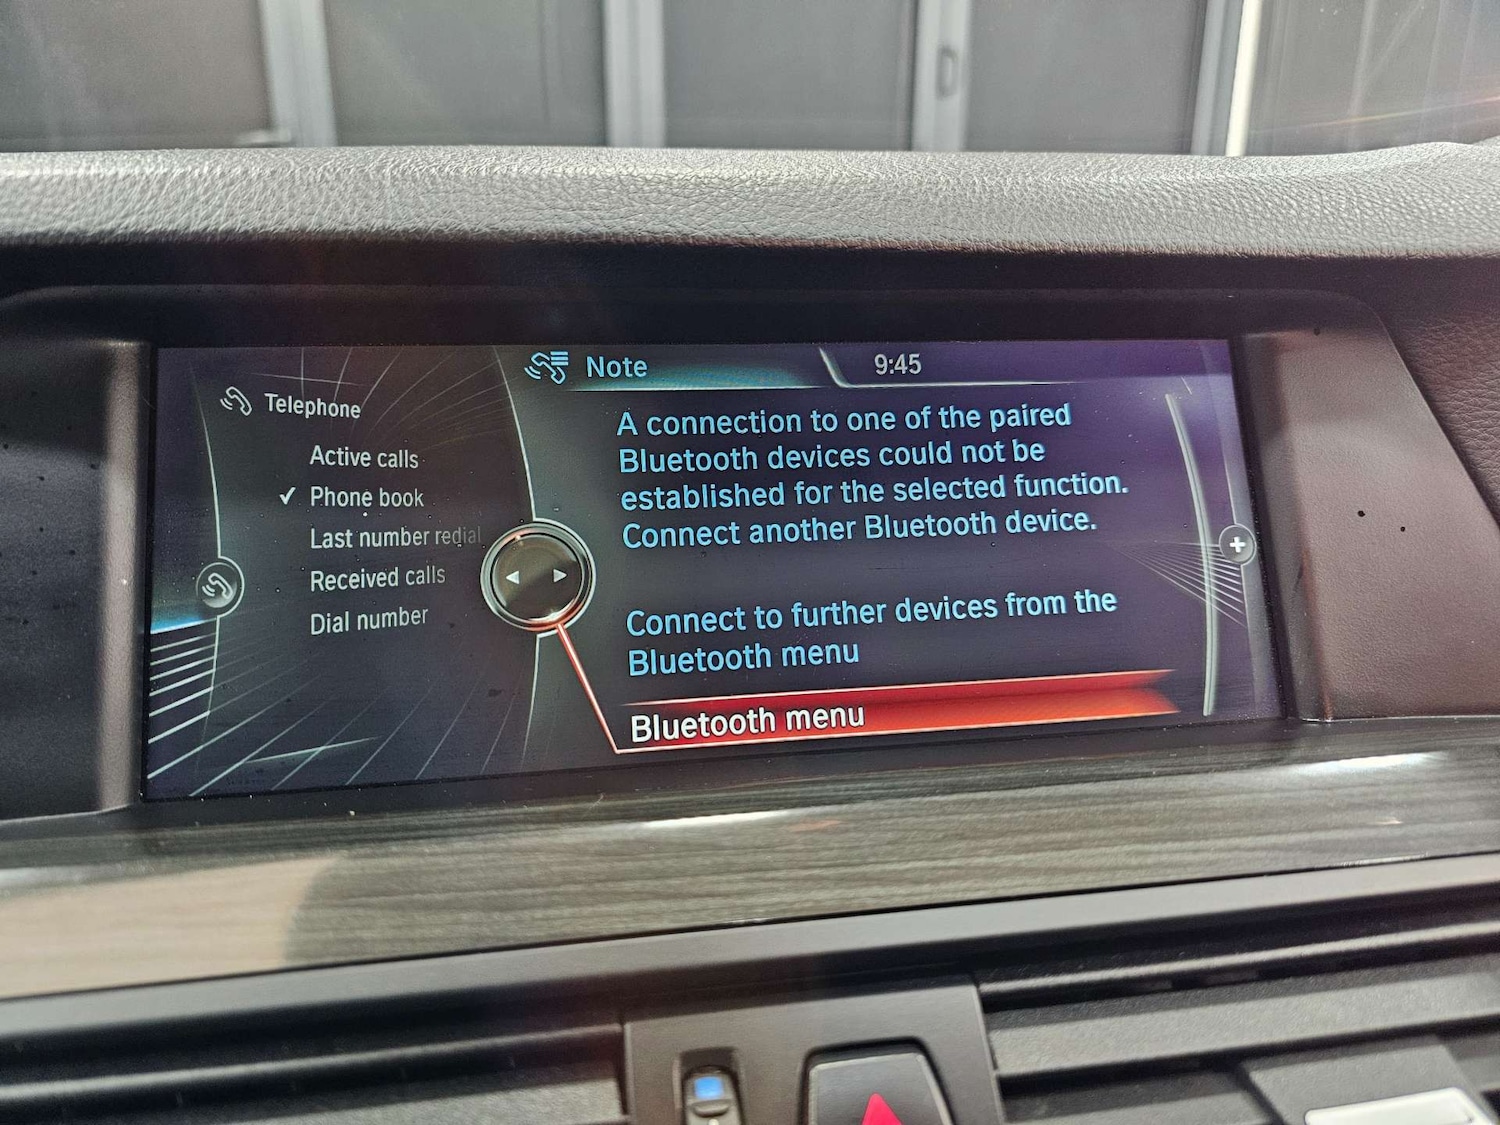 Telephone
Active calls
✓ Phone book
Last number redial
Received calls
Dial number
Note
9:45
A connection to one of the paired
Bluetooth devices could not be
established for the selected function.
Connect another Bluetooth device.
Connect to further devices from the
Bluetooth menu
Bluetooth menu